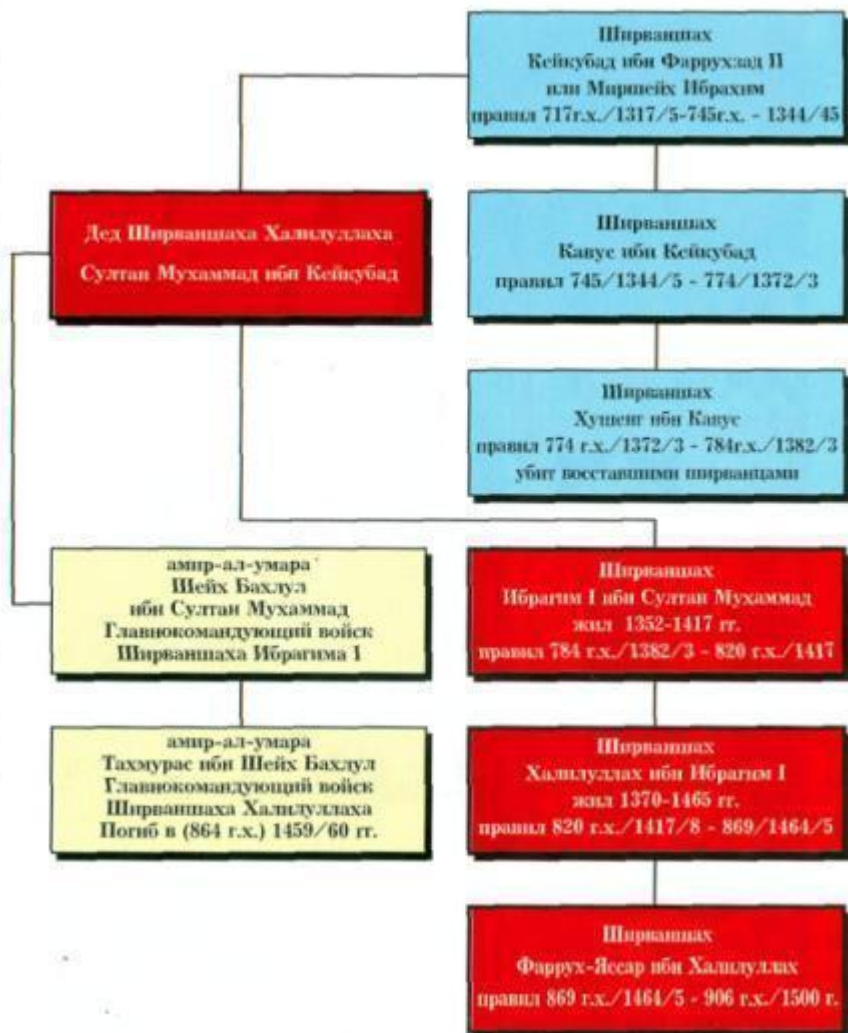 Ширваншах
Кейкубад ибн Фаррухзад II
или Миршейх Ибрахим
правил 717г.х./1317/5-745г.х. - 1344/45
Дед Ширваншаха Халилуллаха
Султан Мухаммад ибн Кейкубад
Ширваншах
Кавус ибн Кейкубад
правил 745/1344/5 - 774/1372/3
Ширваншах
Хушенг ибн Кавус
правил 774 г.х./1372/3 - 784г.х./1382/3
убит восставшими ширванцами
амир-ал-умара
Шейх Бахлул
ибн Султан Мухаммад
Главнокомандующий войск
Ширваншаха Ибрагима I
Ширваншах
Ибрагим I ибн Султан Мухаммад
жил 1352-1417 гг.
правил 784 г.х./1382/3 - 820 г.х./1417
амир-ал-умара
Тахмурас ибн Шейх Бахлул
Главнокомандующий войск
Ширваншаха Халилуллаха
Погиб в (864 г.х.) 1459/60 гг.
Ширваншах
Халилуллах ибн Ибрагим I
жил 1370-1465 гг.
правил 820 г.х./1417/8 - 869/1464/5
Ширваншах
Фаррух-Яссар ибн Халилуллах
правил 869 г.х./1464/5 - 906 г.х./1500 г.